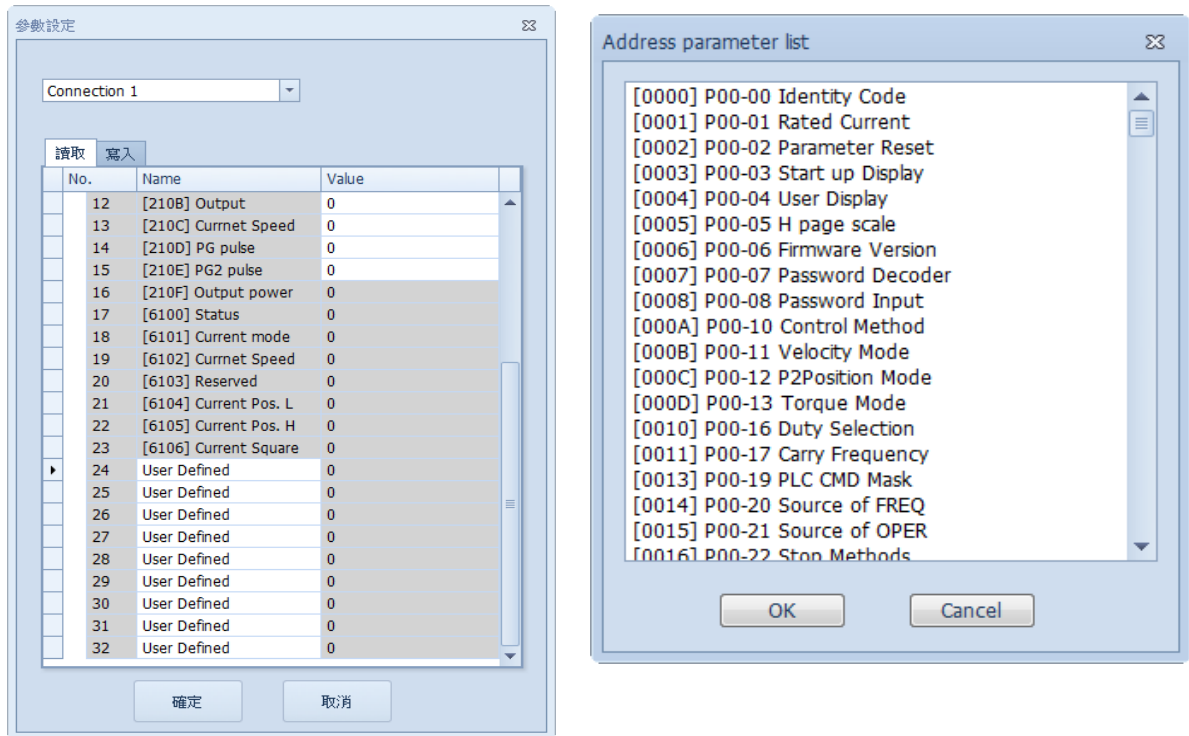 參數設定
Connection 1
讀取 寫入
No. Name Value
12 [210B] Output 0
13 [210C] Currnet Speed 0
14 [210D] PG pulse 0
15 [210E] PG2 pulse 0
16 [210F] Output power 0
17 [6100] Status 0
18 [6101] Current mode 0
19 [6102] Currnet Speed 0
20 [6103] Reserved 0
21 [6104] Current Pos. L 0
22 [6105] Current Pos. H 0
23 [6106] Current Square 0
24 User Defined 0
25 User Defined 0
26 User Defined 0
27 User Defined 0
28 User Defined 0
29 User Defined 0
30 User Defined 0
31 User Defined 0
32 User Defined 0
確定 取消
Address parameter list
[0000] P00-00 Identity Code
[0001] P00-01 Rated Current
[0002] P00-02 Parameter Reset
[0003] P00-03 Start up Display
[0004] P00-04 User Display
[0005] P00-05 H page scale
[0006] P00-06 Firmware Version
[0007] P00-07 Password Decoder
[0008] P00-08 Password Input
[000A] P00-10 Control Method
[000B] P00-11 Velocity Mode
[000C] P00-12 P2Position Mode
[000D] P00-13 Torque Mode
[0010] P00-16 Duty Selection
[0011] P00-17 Carry Frequency
[0013] P00-19 PLC CMD Mask
[0014] P00-20 Source of FREQ
[0015] P00-21 Source of OPER
[0016] P00-22 Stop Methods
OK Cancel